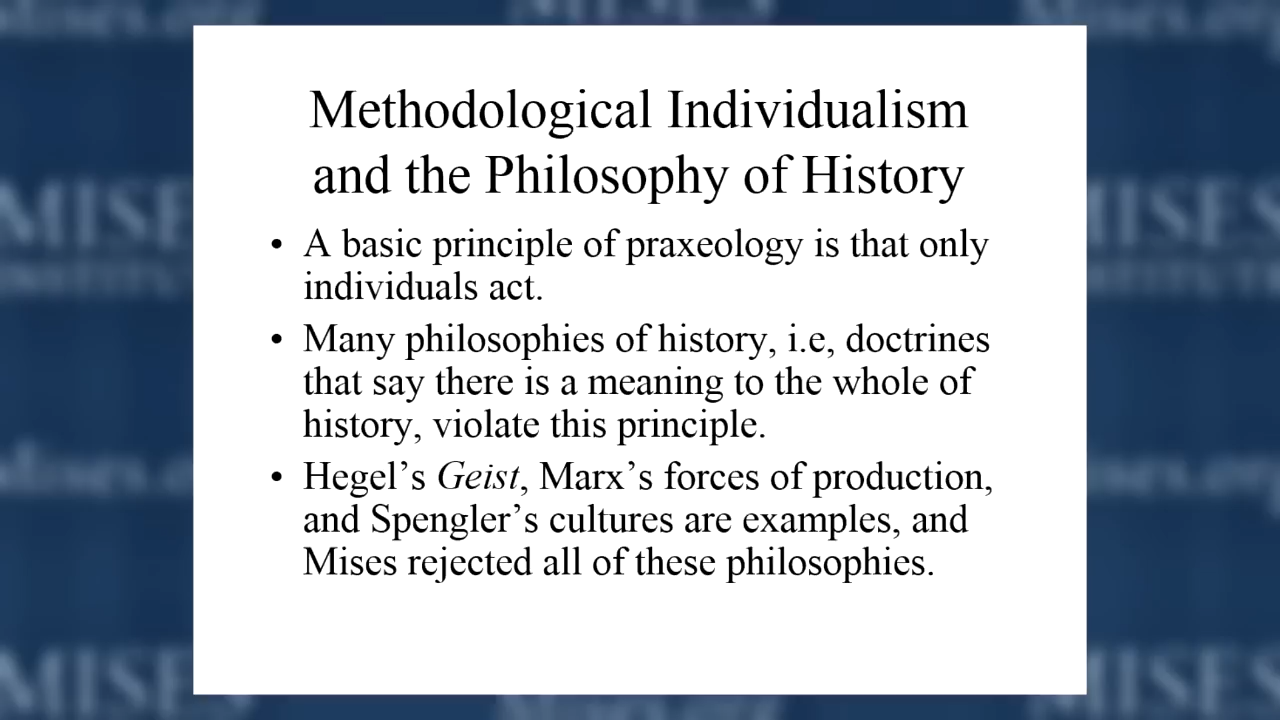 Methodological Individualism
and the Philosophy of History
• A basic principle of praxeology is that only
individuals act.
• Many philosophies of history, i.e, doctrines
that say there is a meaning to the whole of
history, violate this principle.
• Hegel’s Geist, Marx’s forces of production,
and Spengler’s cultures are examples, and
Mises rejected all of these philosophies.